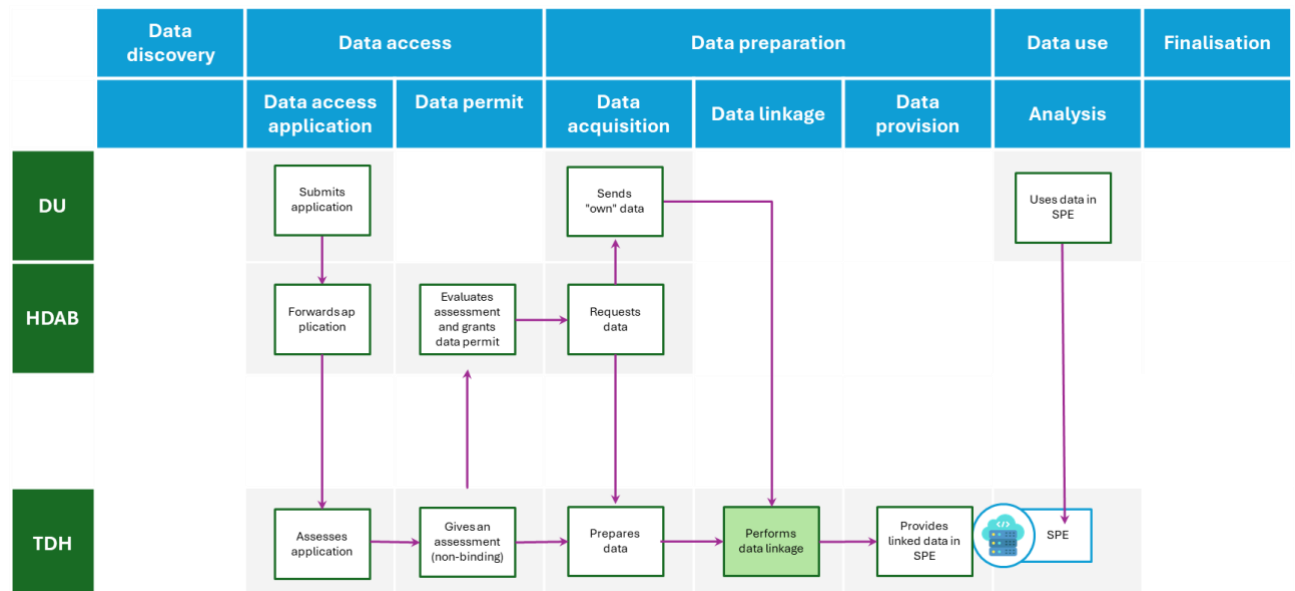 Data
discovery
Data access
Data preparation
Data use
Finalisation
Data access
application
Data permit
Data
acquisition
Data linkage
Data
provision
Analysis
DU
Submits
application
Sends
"own" data
Uses data in
SPE
HDAB
Forwards ap
plication
Evaluates
assessment
and grants
data permit
Requests
data
TDH
Assesses
application
Gives an
assessment
(non-binding)
Prepares
data
Performs
data linkage
Provides
linked data in
SPE
</>
SPE